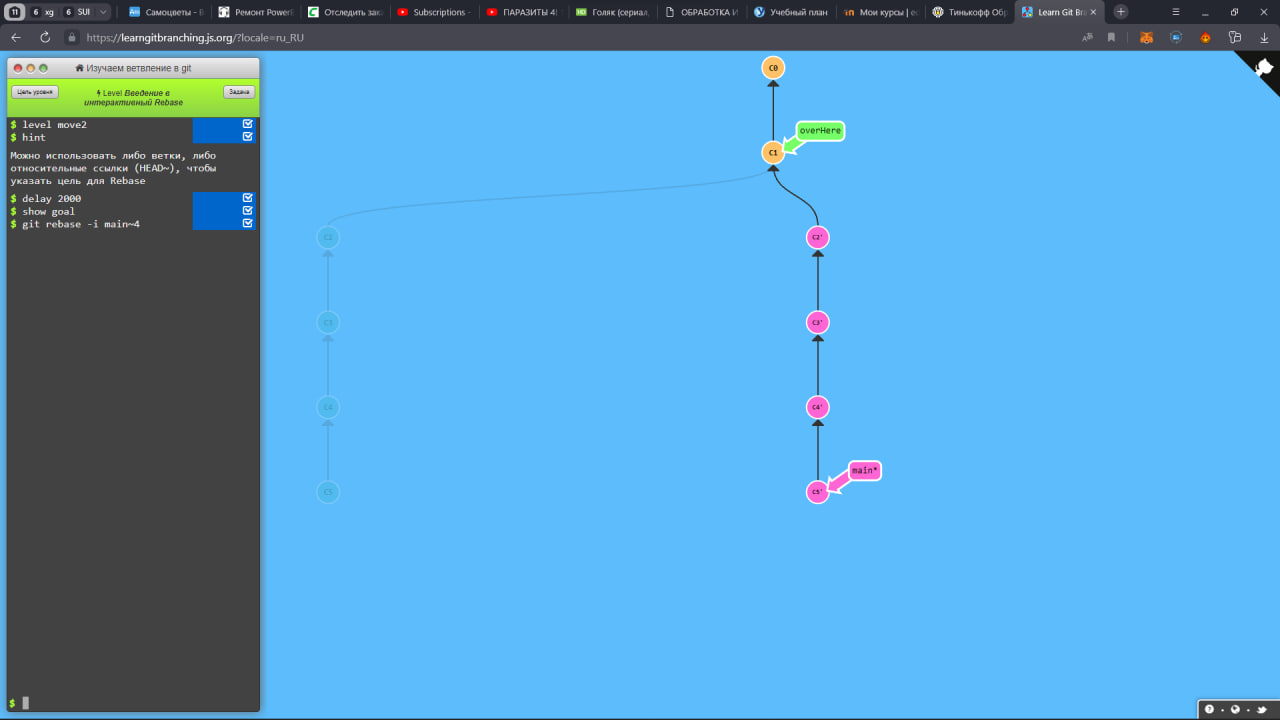 11
6 xg
6 SUI
Самоцветы - В
Ремонт Power
Отследить зак
Subscriptions -
ПАРАЗИТЫ 4!
Голяк (сериал,
ОБРАБОТКА И
Учебный план
Мои курсы | ec
Тинькофф Обр
Learn Git Bra
https://learngitbranching.js.org/?locale=ru_RU
Изучаем ветвление в git
Цель уровня
Level Введение в
интерактивный Rebase
Задача
$ level move2
$ hint
Можно использовать либо ветки, либо
относительные ссылки (HEAD~), чтобы
указать цель для Rebase
$ delay 2000
$ show goal
$ git rebase -i main~4
$
C0
overHere
C1
C2
C2'
C3
C3'
C4
C4'
main*
C5
C5'